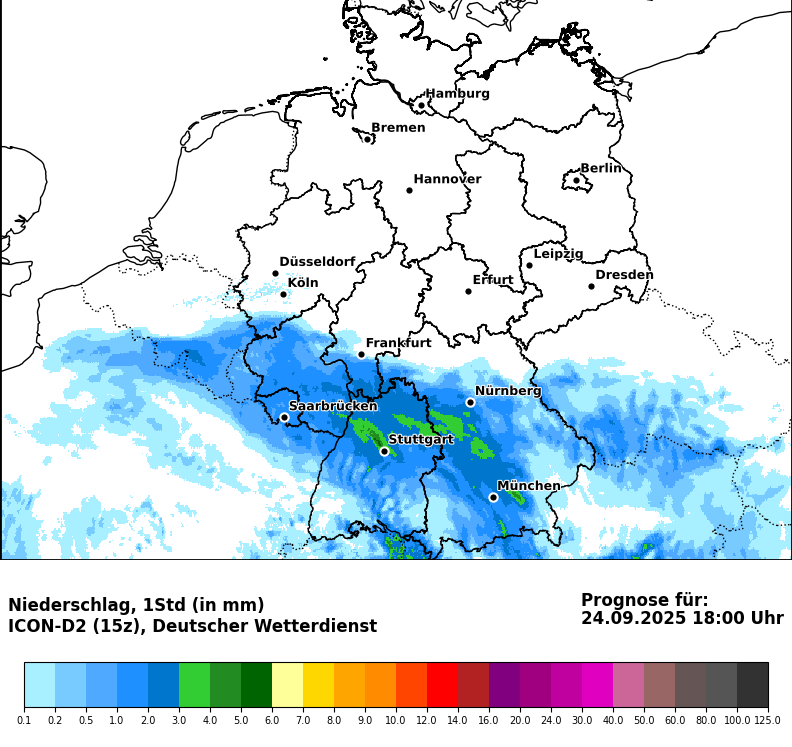 Hamburg
Bremen
Berlin
Hannover
Leipzig
Düsseldorf
Dresden
Köln
Erfurt
Frankfurt
Nürnberg
Saarbrücken
Stuttgart
München
Niederschlag, 1Std (in mm)
ICON-D2 (15z), Deutscher Wetterdienst
Prognose für:
24.09.2025 18:00 Uhr
0.1 0.2 0.5 1.0 2.0 3.0 4.0 5.0 6.0 7.0 8.0 9.0 10.0 12.0 14.0 16.0 20.0 24.0 30.0 40.0 50.0 60.0 80.0 100.0 125.0